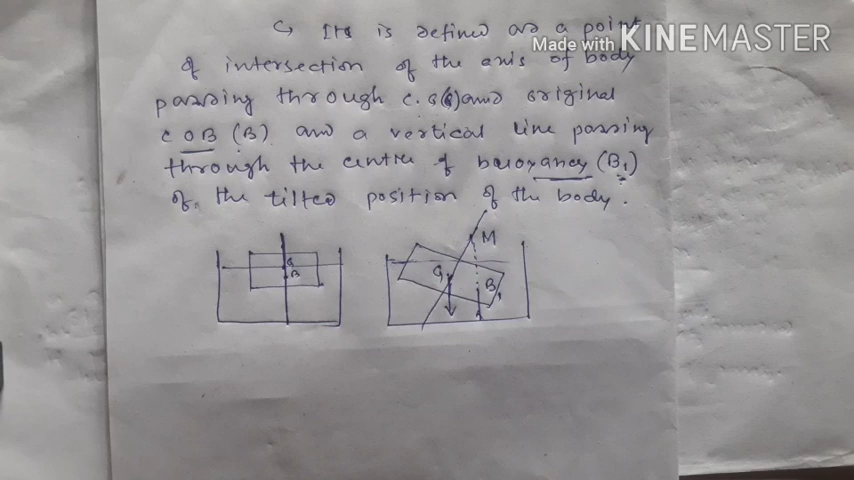 ↳ Its is defined as a point
Made with KINEMASTER
of intersection of the axis of body
passing through C.G(G) and original
COB (B) and a vertical line passing
through the centre of buoyancy (B1)
of the tilted position of the body.
G
B
M
G
B1